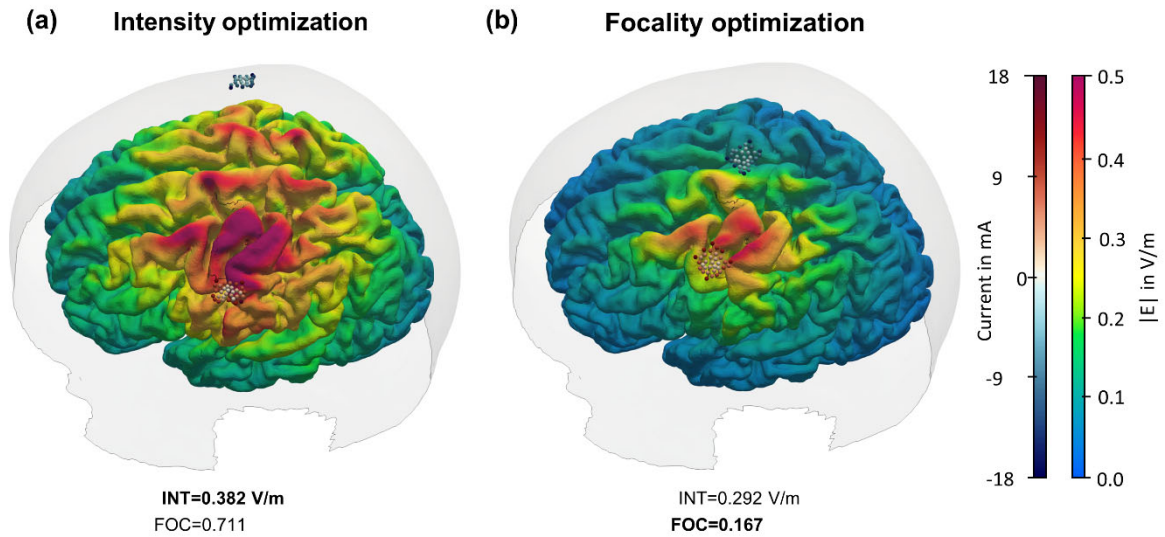 (a) Intensity optimization
(b) Focality optimization
18
9
0
-9
-18
Current in mA
0.5
0.4
0.3
0.2
0.1
0.0
|E| in V/m
INT=0.382 V/m
FOC=0.711
INT=0.292 V/m
FOC=0.167